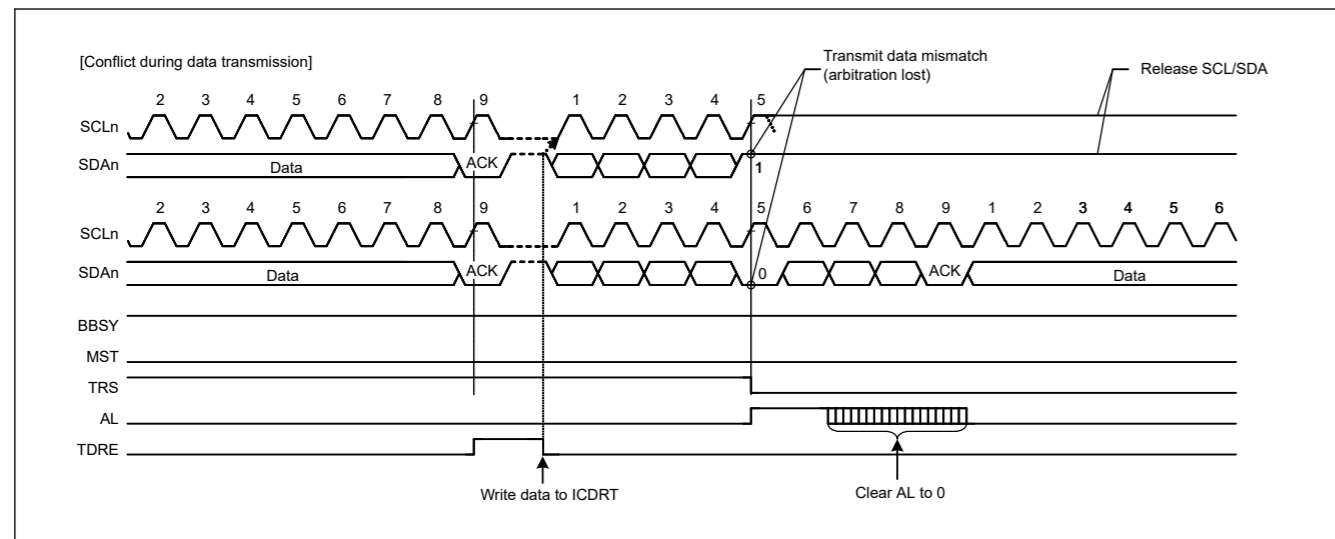 [Conflict during data transmission]
Transmit data mismatch
(arbitration lost)
Release SCL/SDA
2 3 4 5 6 7 8 9 1 2 3 4 5
SCLn
SDAn Data ACK 1
2 3 4 5 6 7 8 9 1 2 3 4 5 6 7 8 9 1 2 3 4 5 6
SCLn
SDAn Data ACK 0 ACK Data
BBSY
MST
TRS
AL
TDRE
Write data to ICDRT Clear AL to 0